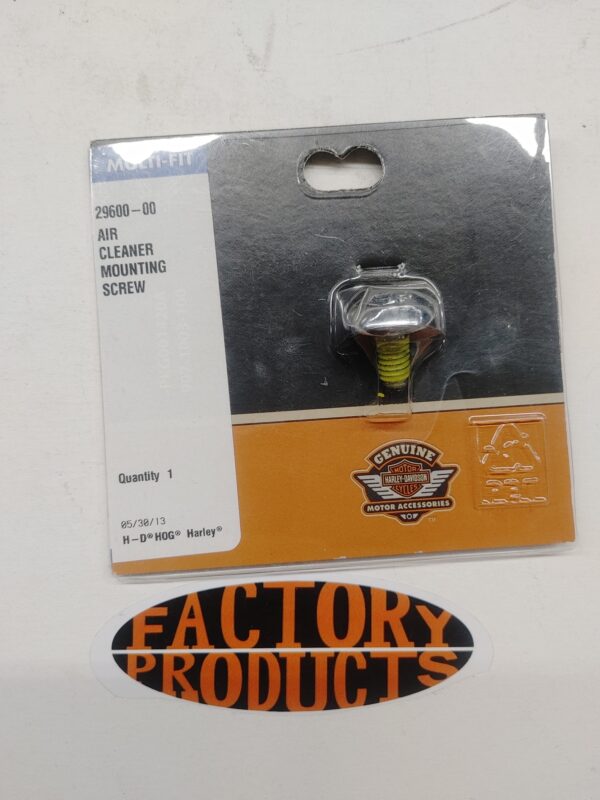 MULTI-FIT
29600-00
AIR
CLEANER
MOUNTING
SCREW
Quantity 1
05/30/13
H-D® HOG® Harley®
GENUINE
MOTOR
HARLEY-DAVIDSON
CYCLES
MOTOR ACCESSORIES
TM
FACTORY
PRODUCTS